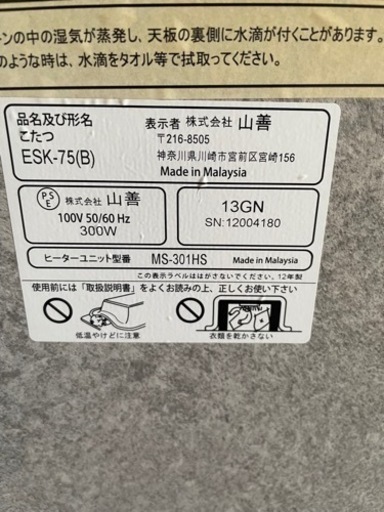 ンの中の湿気が蒸発し、天板の裏側に水滴が付くことがあります。
のような時は、水滴をタオル等で拭取ってください。
品名及び形名
こたつ
ESK-75(B)
表示者 株式会社 山善
〒216-8505
神奈川県川崎市宮前区宮崎156
Made in Malaysia
PSE 株式会社 山善
100V 50/60 Hz
300W
13GN
SN:12004180
ヒーターユニット型番 MS-301HS Made in Malaysia
この表示ラベルははがさないでください。12年製
使用前には「取扱説明書」をよくお読みの上、正しくお使い下さい
低温やけどに注意
衣類を乾かさない